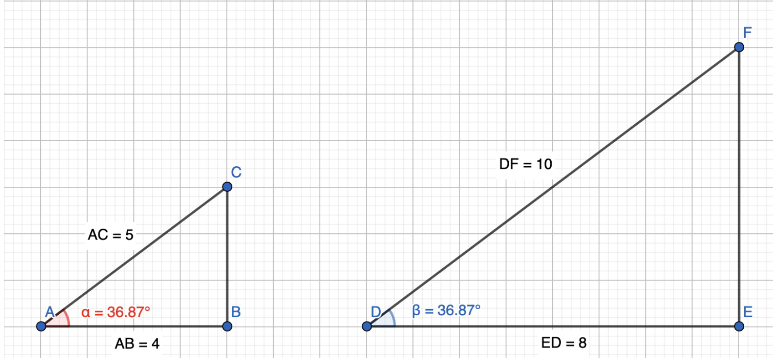 F
DF = 10
C
AC = 5
A
α = 36.87°
B
D
β = 36.87°
E
AB = 4
ED = 8